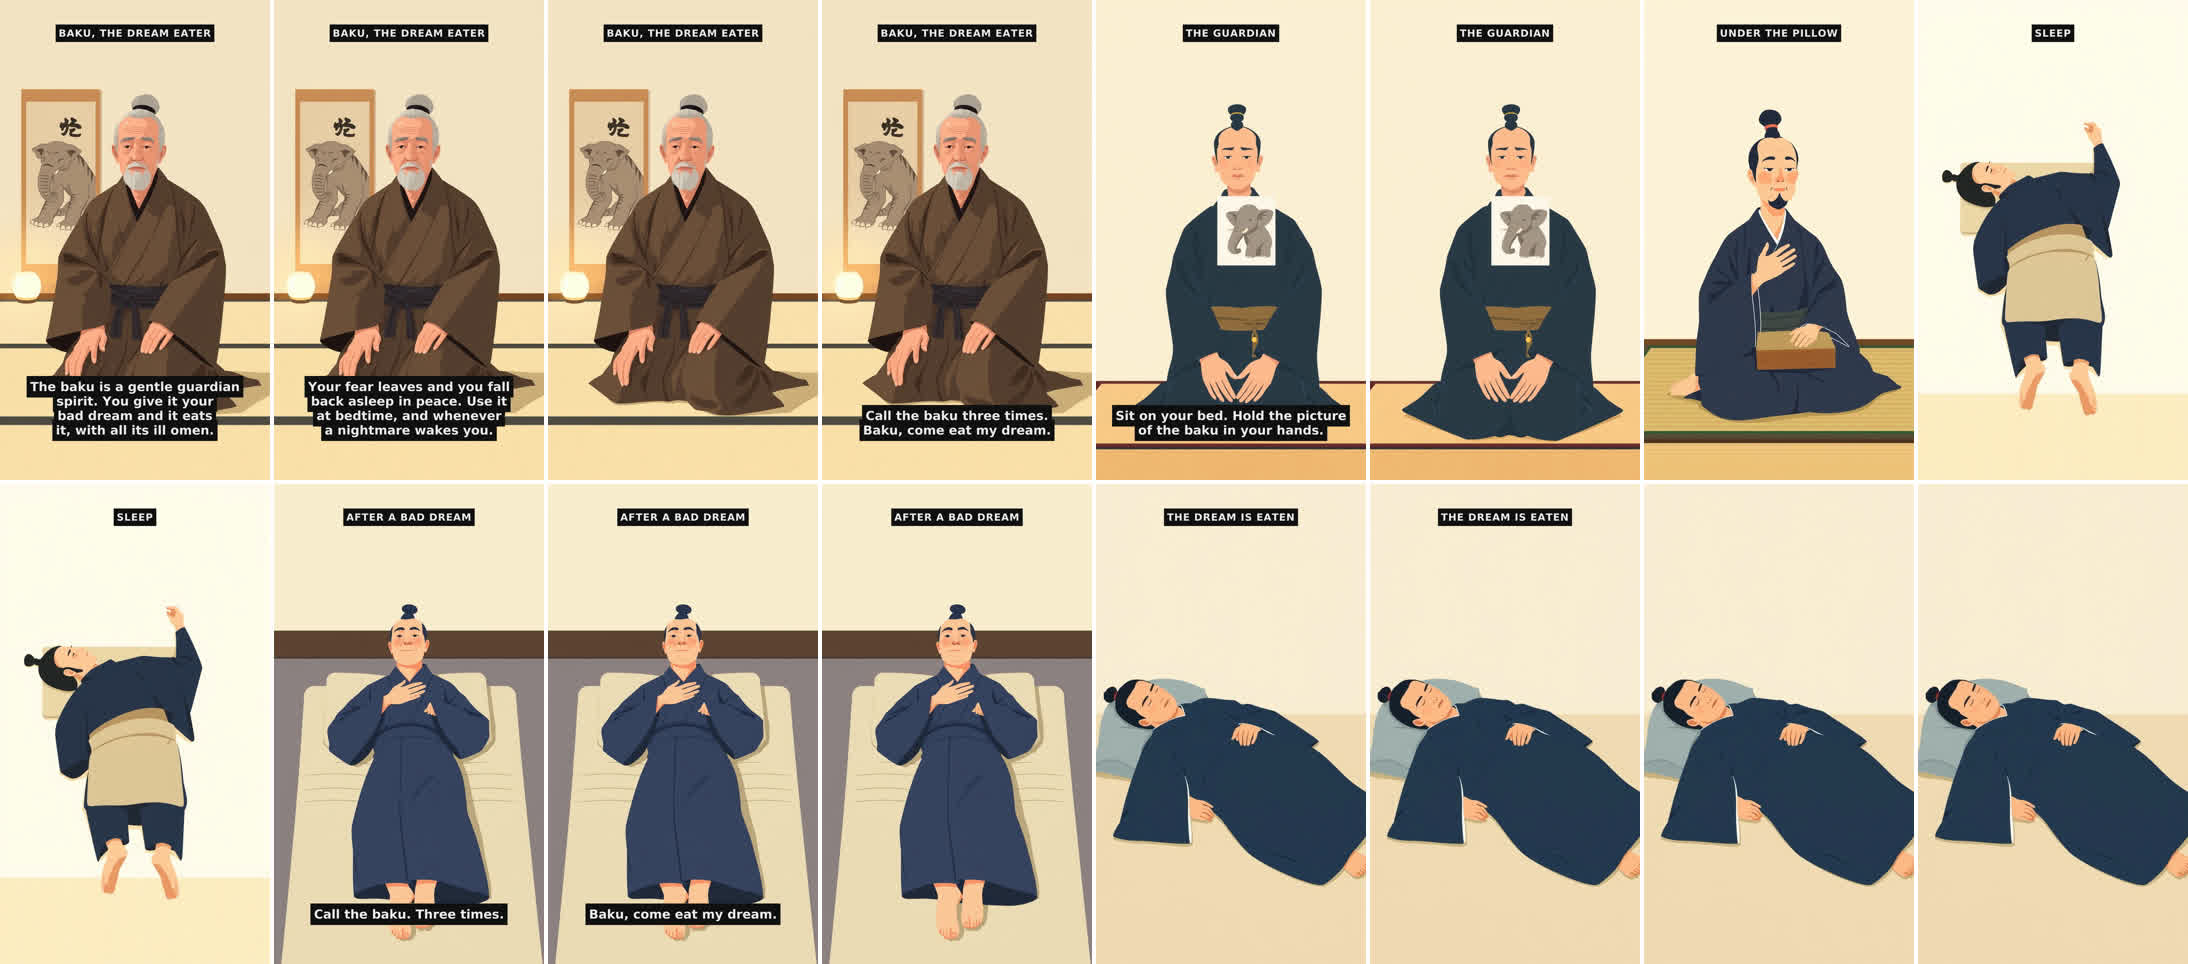 BAKU, THE DREAM EATER
The baku is a gentle guardian
spirit. You give it your
bad dream and it eats
it, with all its ill omen.
BAKU, THE DREAM EATER
Your fear leaves and you fall
back asleep in peace. Use it
at bedtime, and whenever
a nightmare wakes you.
BAKU, THE DREAM EATER
BAKU, THE DREAM EATER
Call the baku three times.
Baku, come eat my dream.
THE GUARDIAN
Sit on your bed. Hold the picture
of the baku in your hands.
THE GUARDIAN
UNDER THE PILLOW
SLEEP
SLEEP
AFTER A BAD DREAM
Call the baku. Three times.
AFTER A BAD DREAM
Baku, come eat my dream.
AFTER A BAD DREAM
THE DREAM IS EATEN
THE DREAM IS EATEN